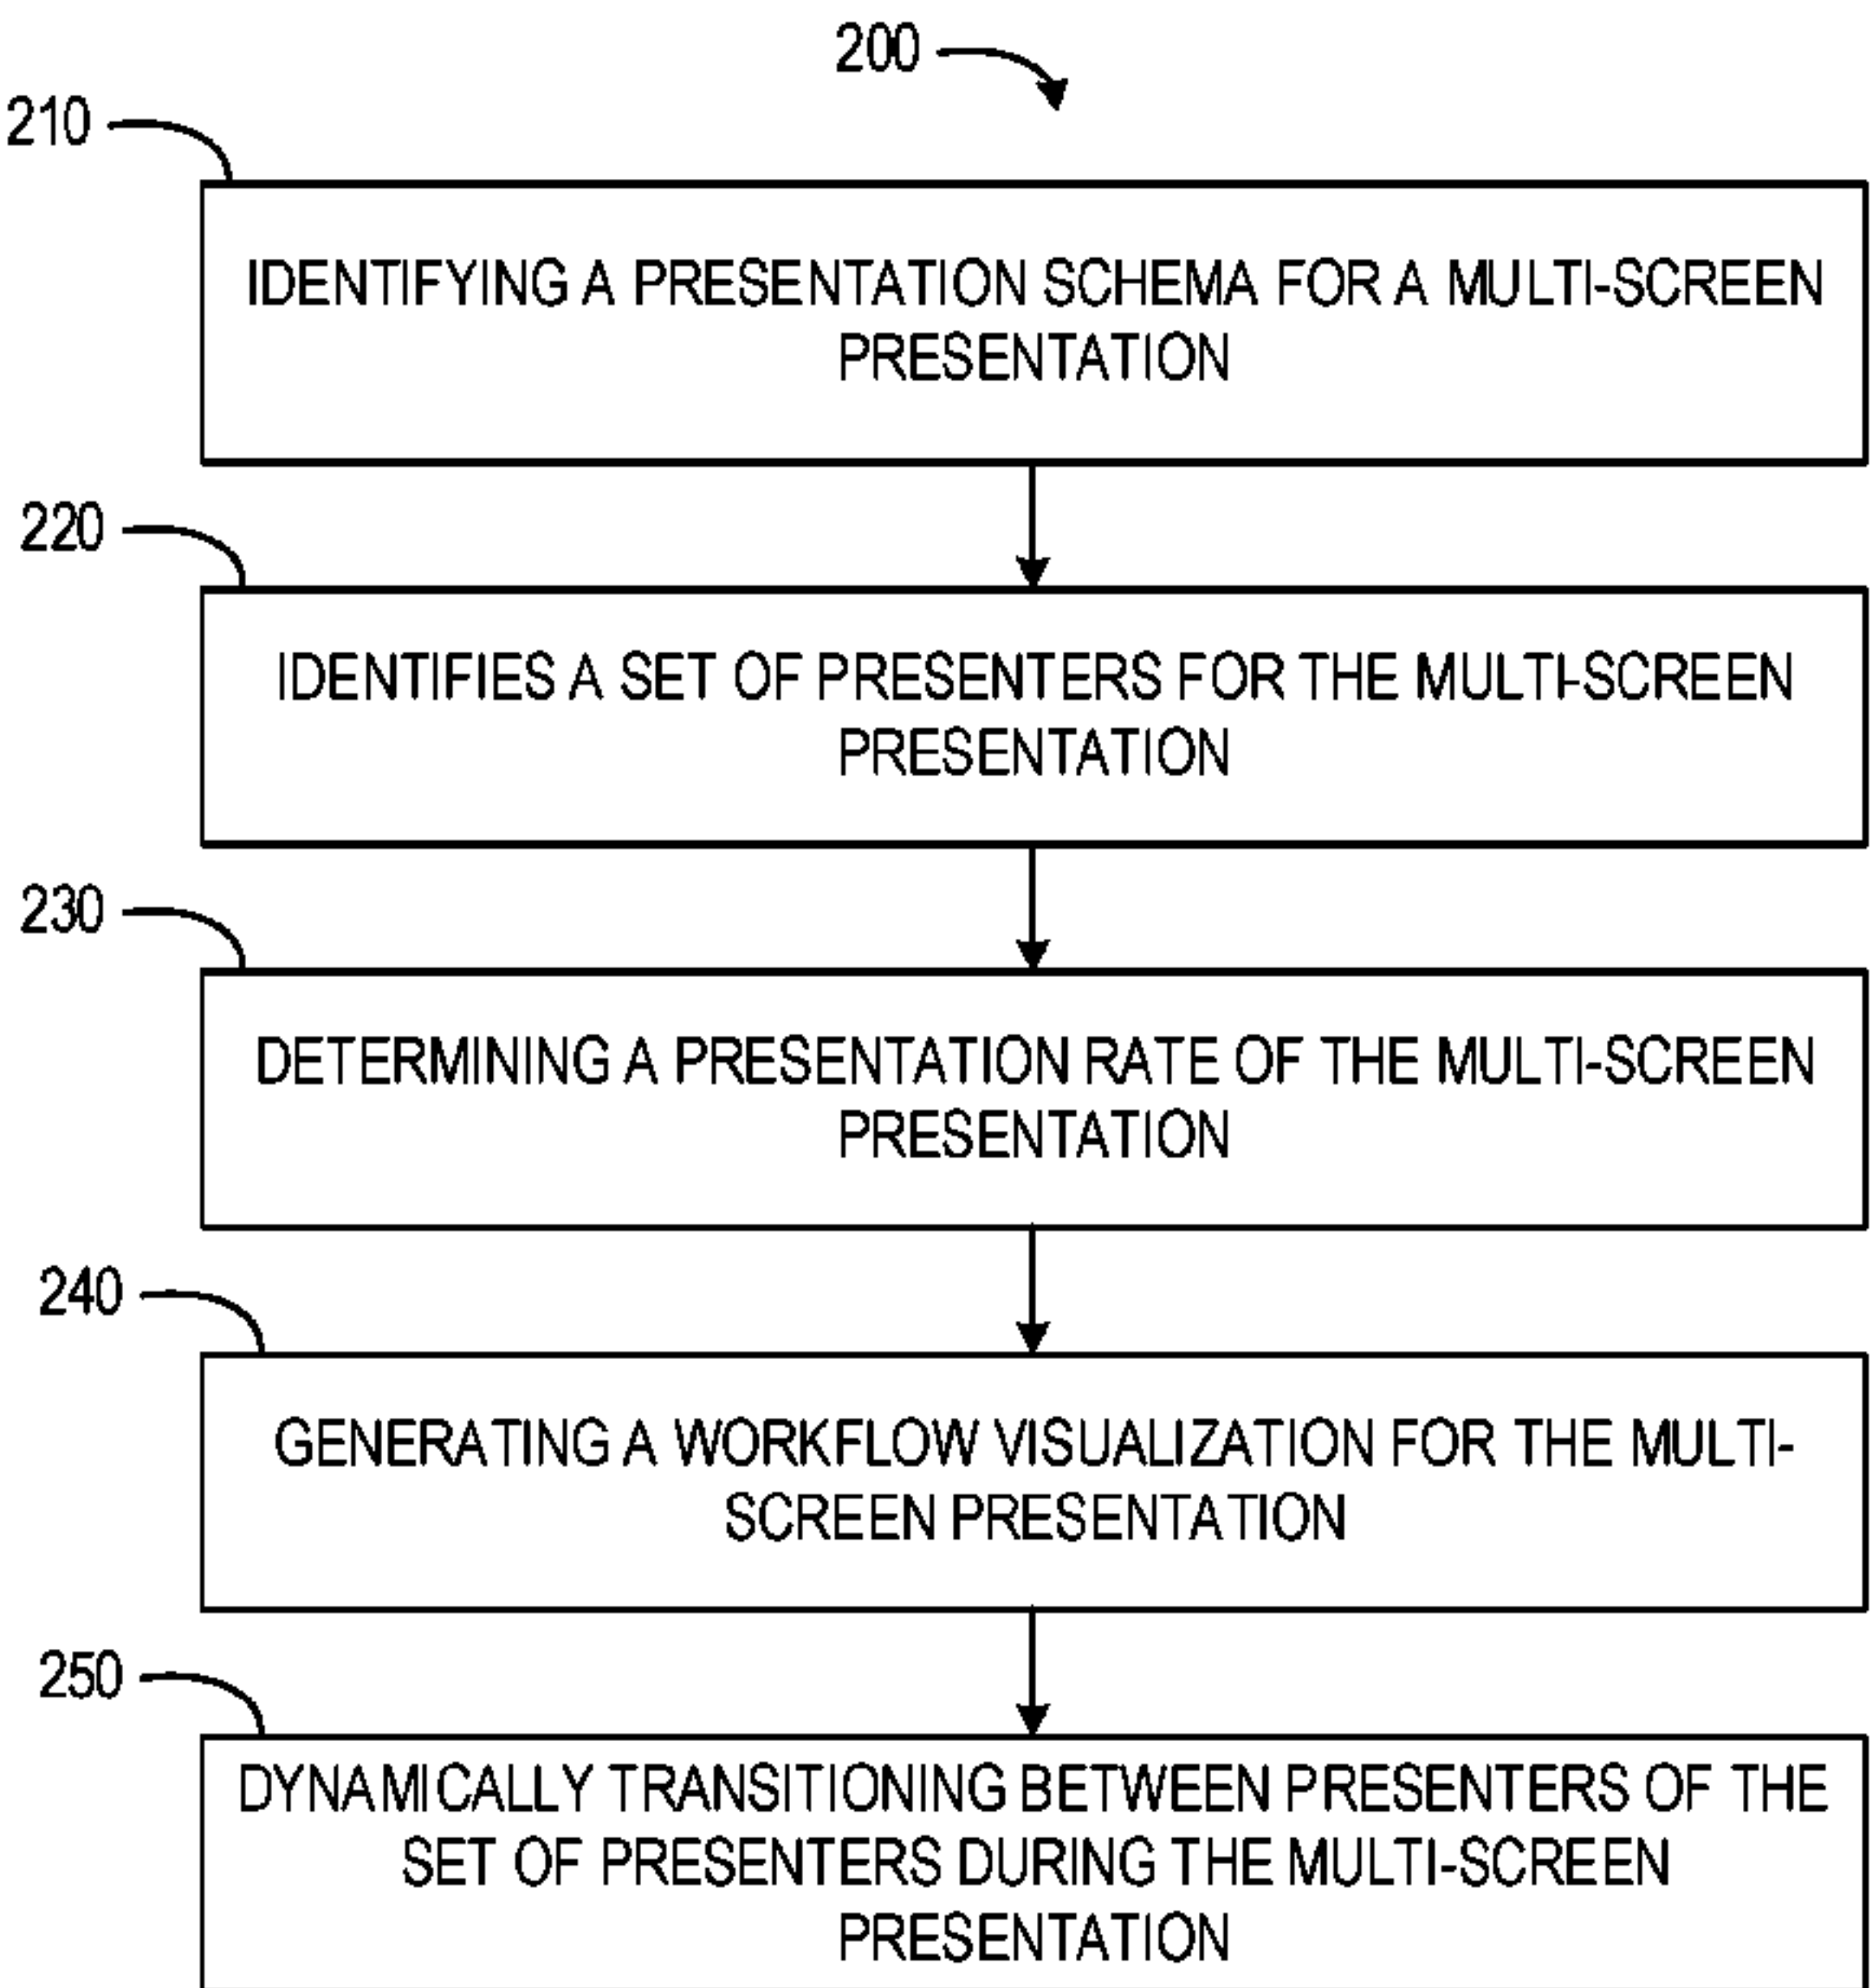 200
210
IDENTIFYING A PRESENTATION SCHEMA FOR A MULTI-SCREEN
PRESENTATION
220
IDENTIFIES A SET OF PRESENTERS FOR THE MULTI-SCREEN
PRESENTATION
230
DETERMINING A PRESENTATION RATE OF THE MULTI-SCREEN
PRESENTATION
240
GENERATING A WORKFLOW VISUALIZATION FOR THE MULTI-
SCREEN PRESENTATION
250
DYNAMICALLY TRANSITIONING BETWEEN PRESENTERS OF THE
SET OF PRESENTERS DURING THE MULTI-SCREEN
PRESENTATION